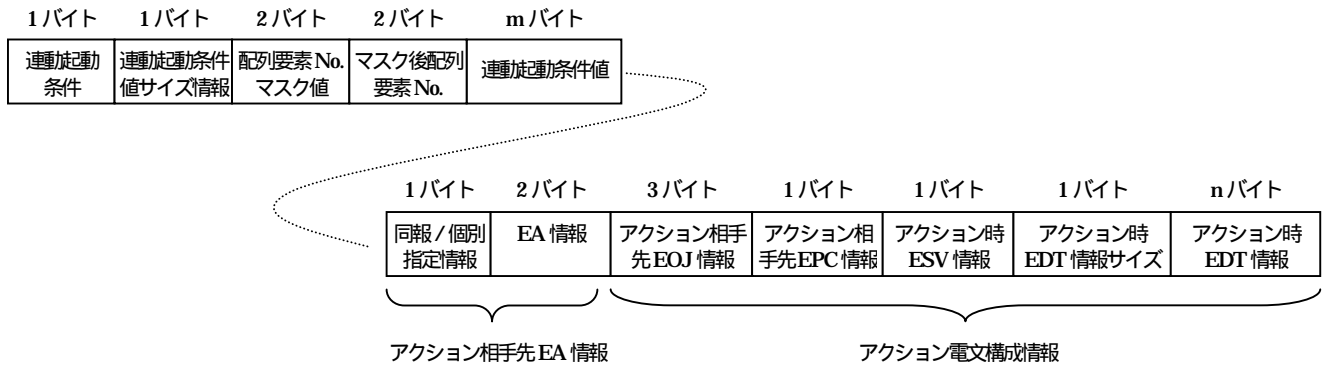 1バイト 1バイト 2バイト 2バイト mバイト
連動起動 連動起動条件 配列要素No. マスク後配列 連動起動条件値
条件 値サイズ情報 マスク値 要素No.
1バイト 2バイト 3バイト 1バイト 1バイト 1バイト nバイト
同報/個別 EA情報 アクション相手 アクション相 アクション時 アクション時 アクション時
指定情報 先EOJ情報 手先EPC情報 ESV情報 EDT情報サイズ EDT情報
アクション相手先EA情報 アクション電文構成情報